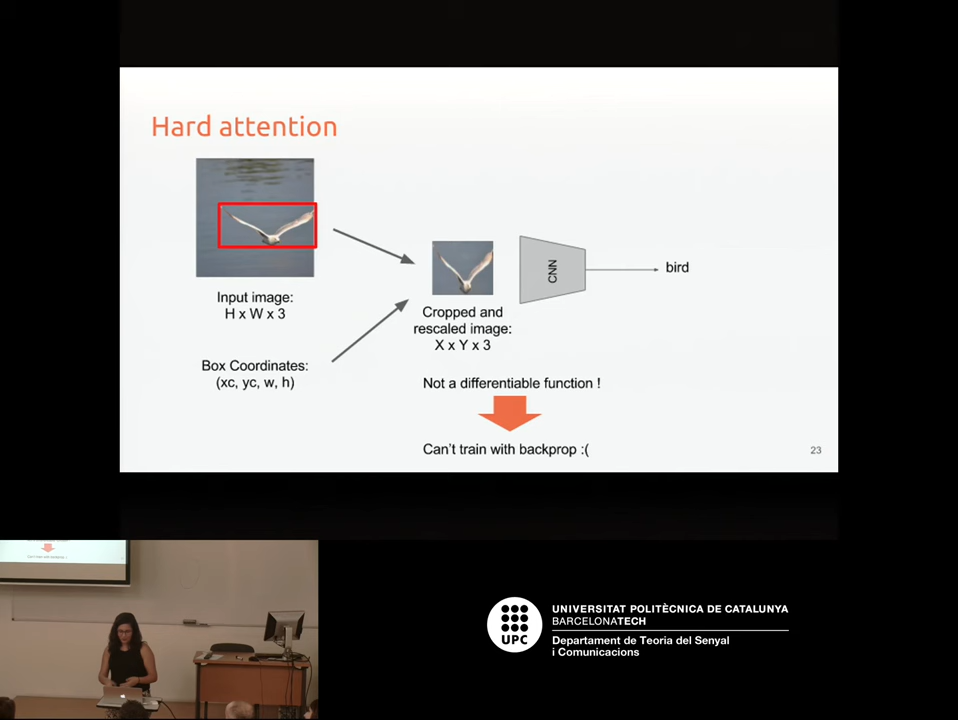 Hard attention
Input image:
H x W x 3
Box Coordinates:
(xc, yc, w, h)
Cropped and
rescaled image:
X x Y x 3
CNN
bird
Not a differentiable function !
Can't train with backprop :(
23
UPC
UNIVERSITAT POLITÈCNICA DE CATALUNYA
BARCELONATECH
Departament de Teoria del Senyal
i Comunicacions